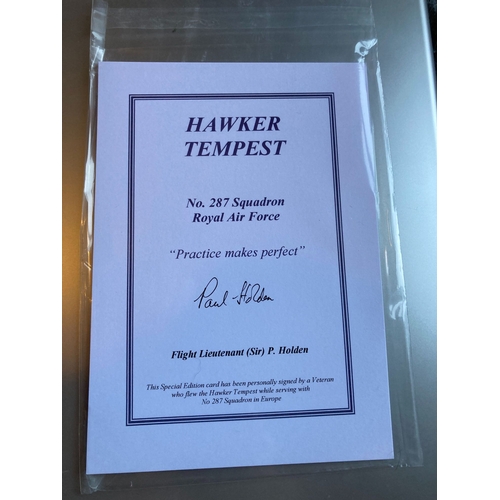 HAWKER
TEMPEST
No. 287 Squadron
Royal Air Force
“Practice makes perfect”
Paul Holden
Flight Lieutenant (Sir) P. Holden
This Special Edition card has been personally signed by a Veteran
who flew the Hawker Tempest while serving with
No 287 Squadron in Europe